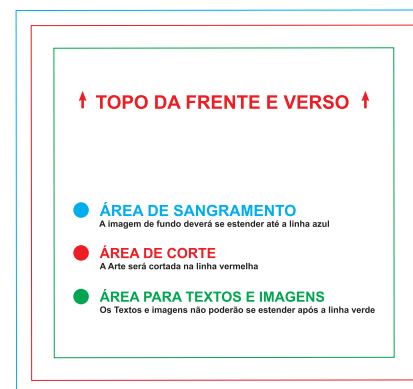 TOPO DA FRENTE E VERSO
ÁREA DE SANGRAMENTO
A imagem de fundo deverá se estender até a linha azul
ÁREA DE CORTE
A Arte será cortada na linha vermelha
ÁREA PARA TEXTOS E IMAGENS
Os Textos e imagens não poderão se estender após a linha verde